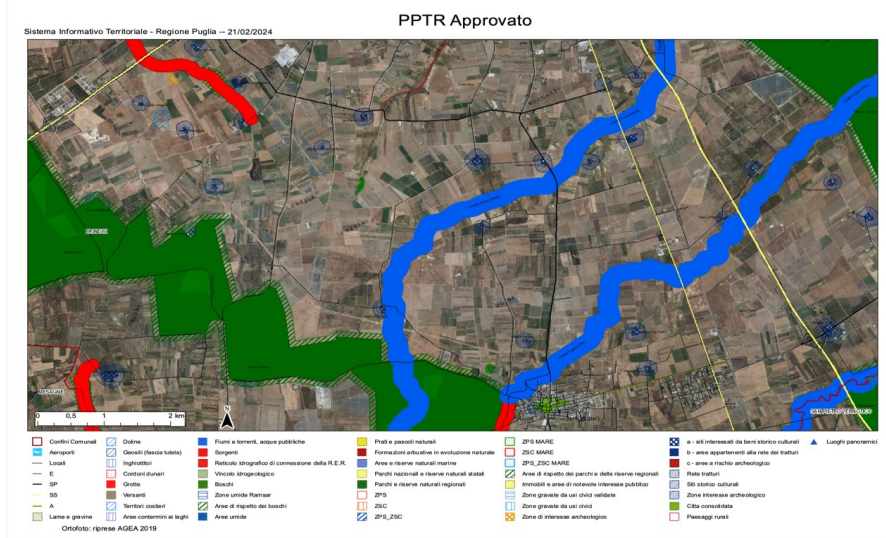 PPTR Approvato
Sistema Informativo Territoriale - Regione Puglia -- 21/02/2024
BRINDISI
MESAGNE
SAN PIETRO VERNOTICO
0 0,5 1 2 km
N
Confini Comunali
Aeroporti
Locali
E
SP
SS
A
Lame e gravine
Doline
Geositi (fascia tutela)
Inghiottitoi
Cordoni dunari
Grotte
Versanti
Territori costieri
Aree contermini ai laghi
Fiumi e torrenti, acque pubbliche
Sorgenti
Reticolo idrografico di connessione della R.E.R.
Vincolo idrogeologico
Boschi
Zone umide Ramsar
Aree di rispetto dei boschi
Aree umide
Prati e pascoli naturali
Formazioni arbustive in evoluzione naturale
Aree e riserve naturali marine
Parchi nazionali e riserve naturali statali
Parchi e riserve naturali regionali
ZPS
ZSC
ZPS_ZSC
ZPS MARE
ZSC MARE
ZPS_ZSC MARE
Aree di rispetto dei parchi e delle riserve regionali
Immobili e aree di notevole interesse pubblico
Zone gravate da usi civici validate
Zone gravate da usi civici
Zone di interesse archeologico
a - siti interessati da beni storico culturali
b - aree appartenenti alla rete dei tratturi
c - aree a rischio archeologico
Rete tratturi
Siti storico culturali
Zone interesse archeologico
Citta consolidata
Paesaggi rurali
Luoghi panoramici
Ortofoto: riprese AGEA 2019